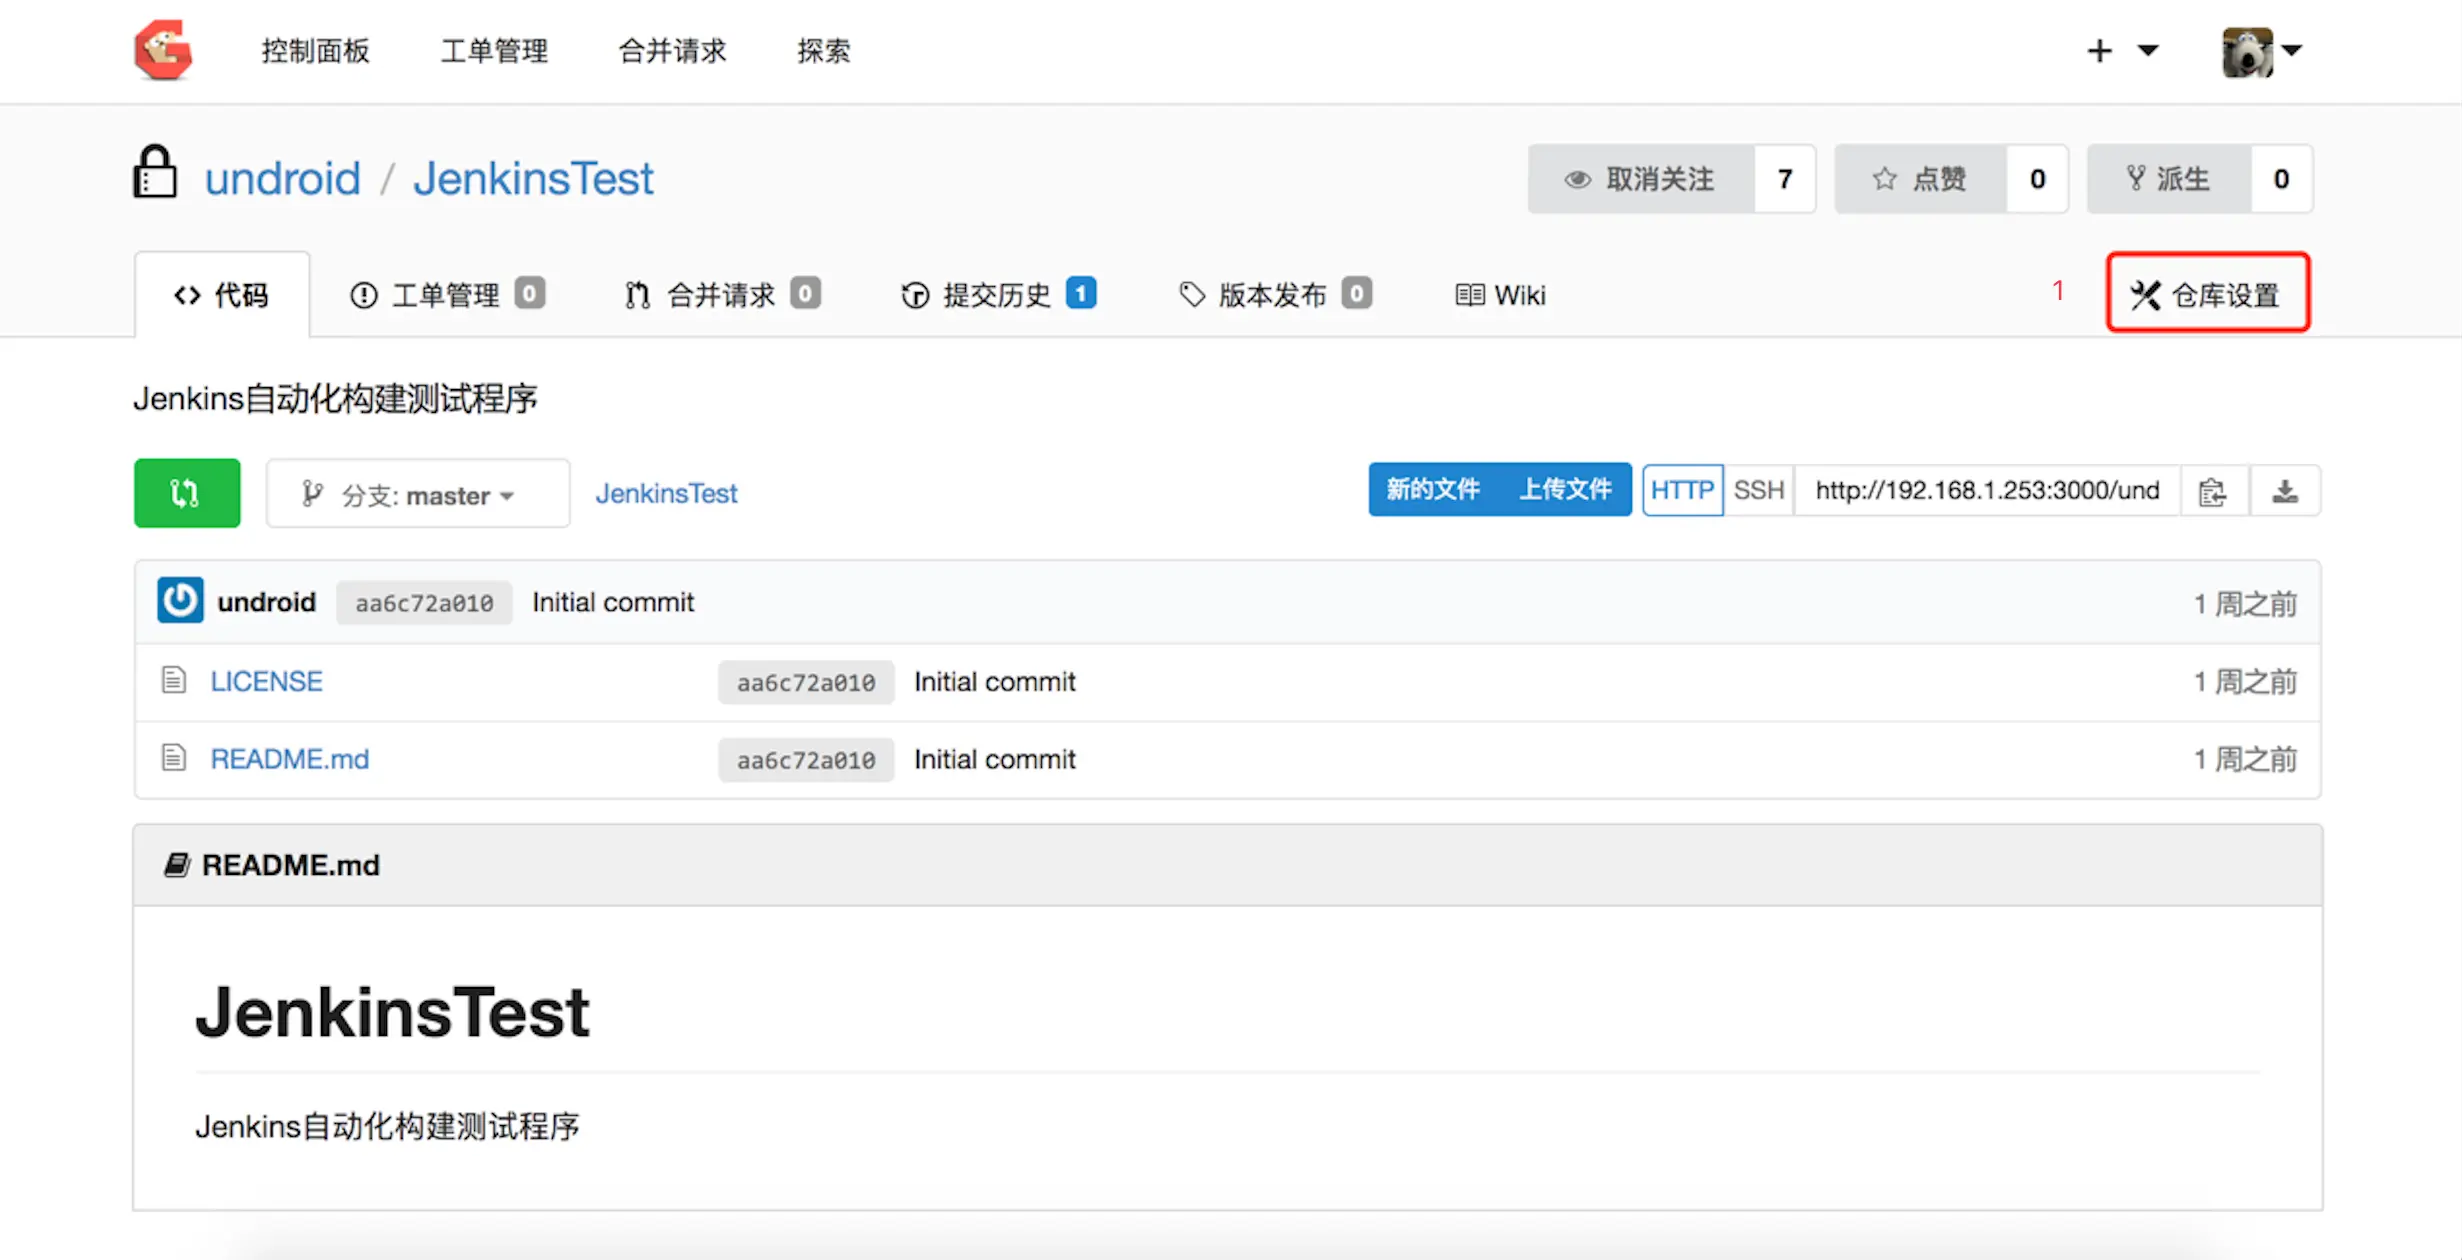 控制面板 工单管理 合并请求 探索
undroid / JenkinsTest 取消关注 7 点赞 0 派生 0
代码 工单管理 0 合并请求 0 提交历史 1 版本发布 0 Wiki 1 仓库设置
Jenkins自动化构建测试程序
分支: master JenkinsTest 新的文件 上传文件 HTTP SSH http://192.168.1.253:3000/und
undroid aa6c72a010 Initial commit 1 周之前
LICENSE aa6c72a010 Initial commit 1 周之前
README.md aa6c72a010 Initial commit 1 周之前
README.md
JenkinsTest
Jenkins自动化构建测试程序